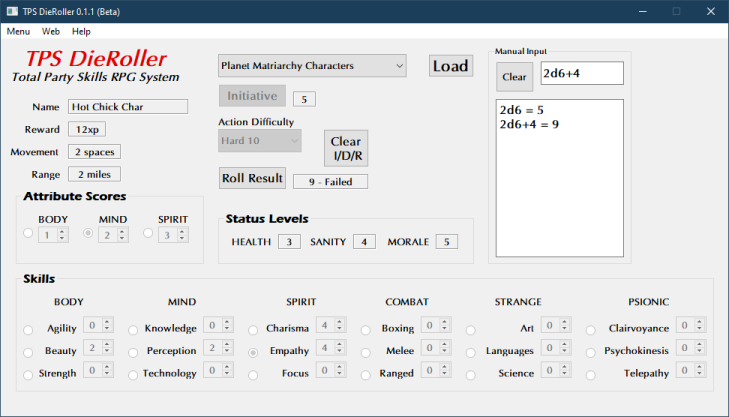 TPS DieRoller 0.1.1 (Beta)
Menu Web Help
TPS DieRoller
Total Party Skills RPG System
Name Hot Chick Char
Reward 12xp
Movement 2 spaces
Range 2 miles
Planet Matriarchy Characters
Load
Initiative 5
Action Difficulty
Hard 10
Clear
I/D/R
Roll Result 9 - Failed
Manual Input
Clear 2d6+4
2d6 = 5
2d6+4 = 9
Attribute Scores
BODY MIND SPIRIT
1 2 3
Status Levels
HEALTH 3 SANITY 4 MORALE 5
Skills
BODY MIND SPIRIT COMBAT STRANGE PSIONIC
Agility 0 Knowledge 0 Charisma 4 Boxing 0 Art 0 Clairvoyance 0
Beauty 2 Perception 2 Empathy 4 Melee 0 Languages 0 Psychokinesis 0
Strength 0 Technology 0 Focus 0 Ranged 0 Science 0 Telepathy 0